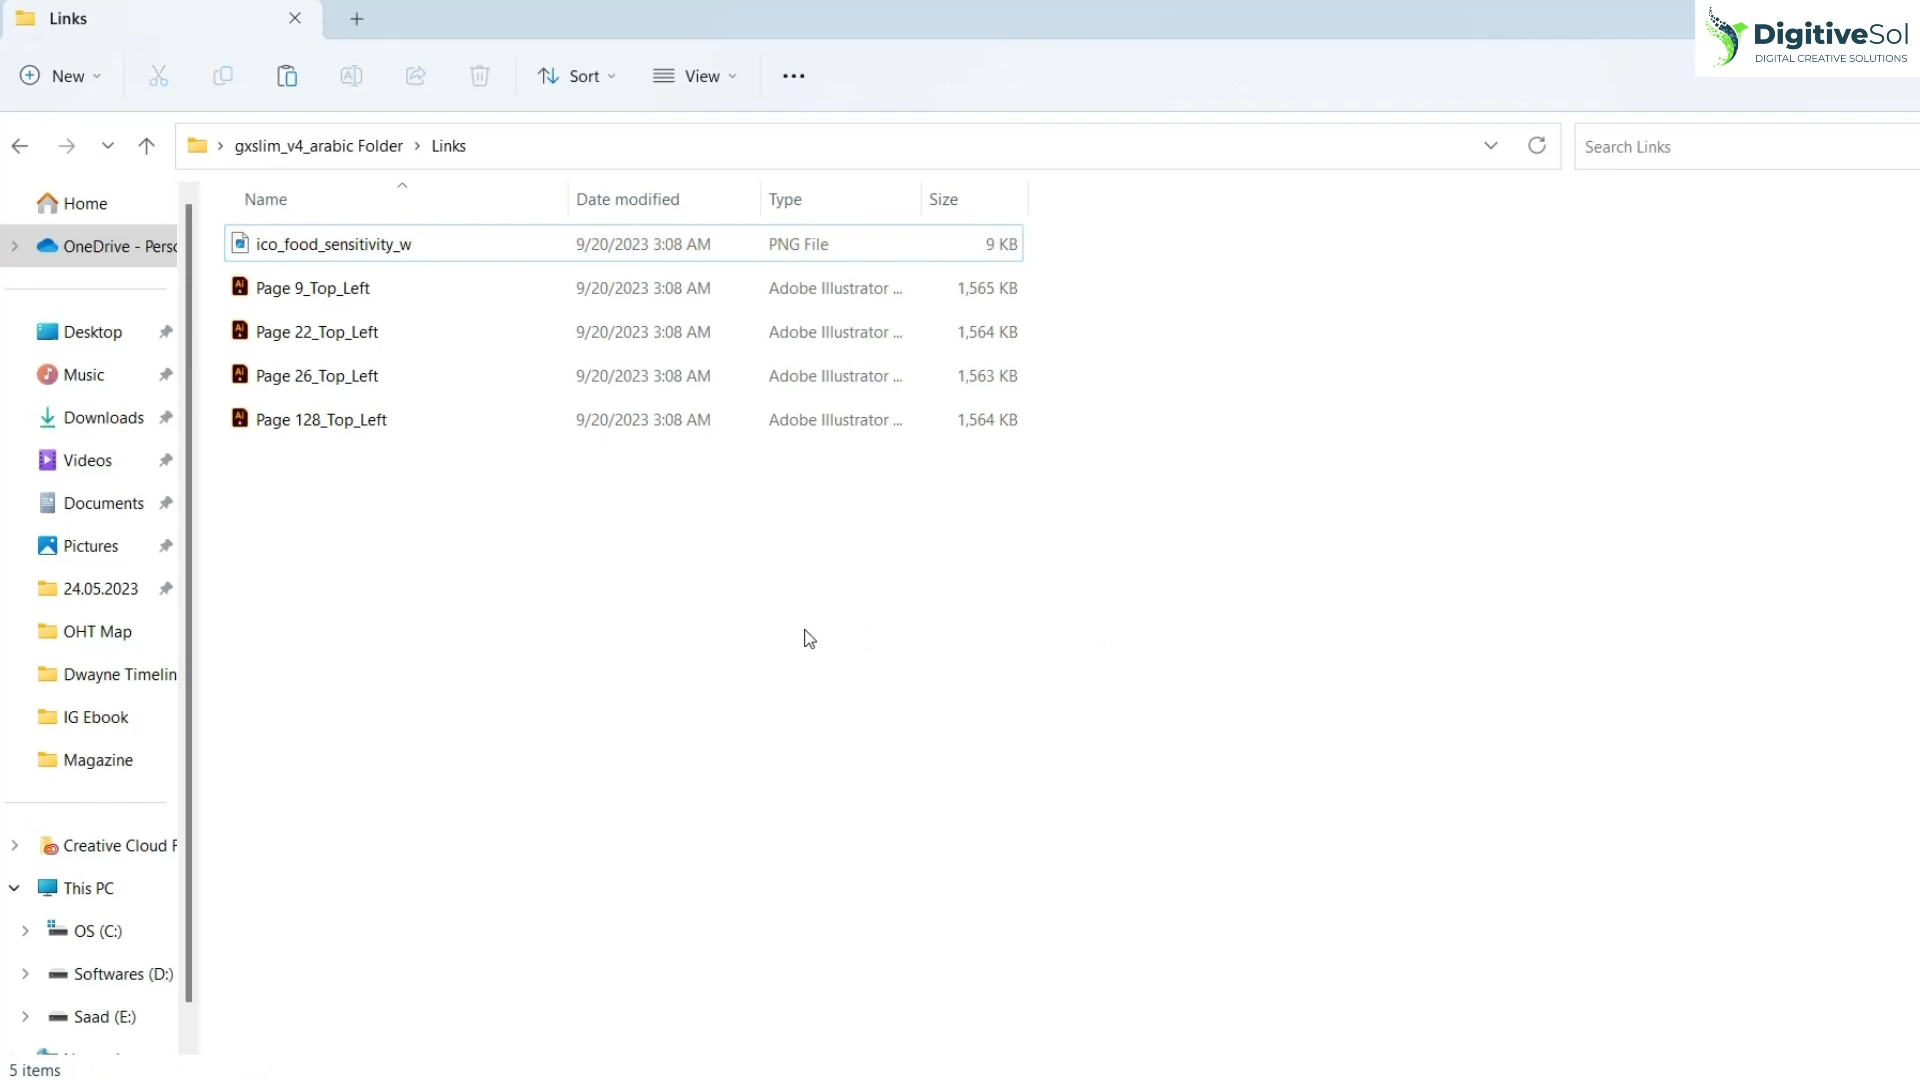 Links
DigitiveSol
DIGITAL CREATIVE SOLUTIONS
New
Sort
View
gxslim_v4_arabic Folder > Links
Search Links
Name Date modified Type Size
ico_food_sensitivity_w 9/20/2023 3:08 AM PNG File 9 KB
Page 9_Top_Left 9/20/2023 3:08 AM Adobe Illustrator ... 1,565 KB
Page 22_Top_Left 9/20/2023 3:08 AM Adobe Illustrator ... 1,564 KB
Page 26_Top_Left 9/20/2023 3:08 AM Adobe Illustrator ... 1,563 KB
Page 128_Top_Left 9/20/2023 3:08 AM Adobe Illustrator ... 1,564 KB
Home
OneDrive - Perso
Desktop
Music
Downloads
Videos
Documents
Pictures
24.05.2023
OHT Map
Dwayne Timelin
IG Ebook
Magazine
Creative Cloud F
This PC
OS (C:)
Softwares (D:)
Saad (E:)
5 items